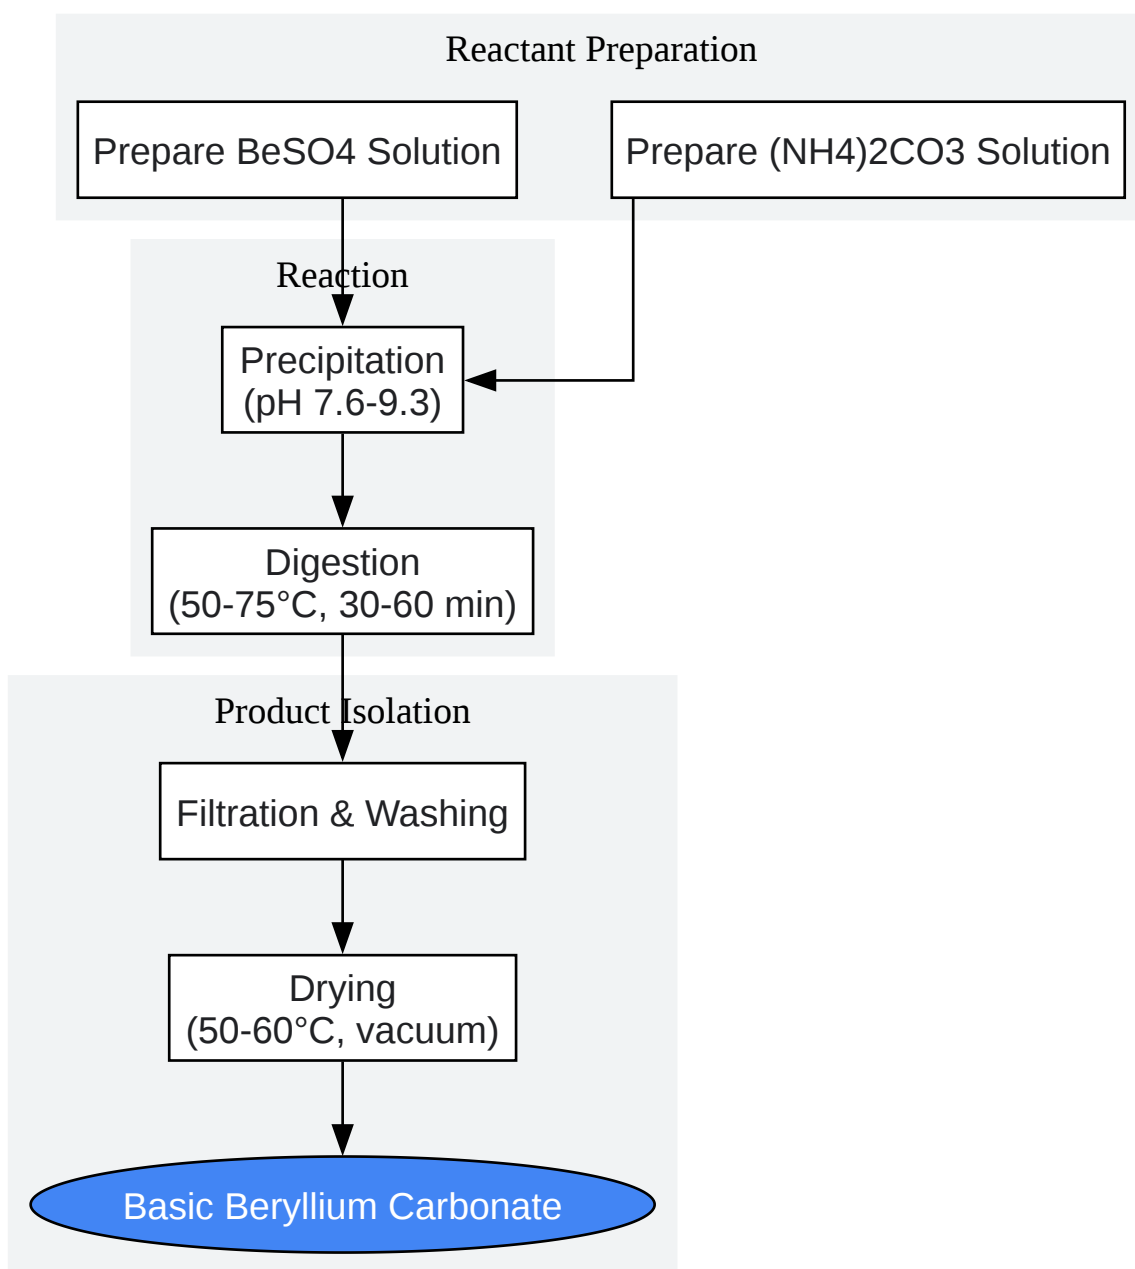 Reactant Preparation
Prepare BeSO4 Solution
Prepare (NH4)2CO3 Solution
Reaction
Precipitation
(pH 7.6-9.3)
Digestion
(50-75°C, 30-60 min)
Product Isolation
Filtration & Washing
Drying
(50-60°C, vacuum)
Basic Beryllium Carbonate